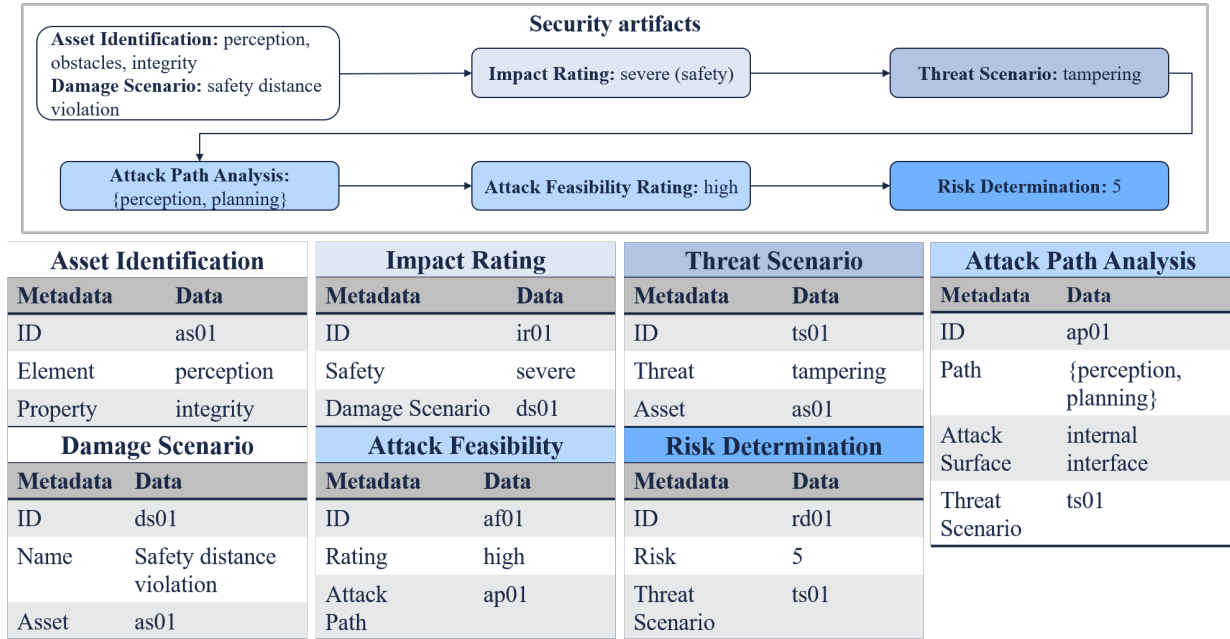 Security artifacts
Asset Identification: perception,
obstacles, integrity
Damage Scenario: safety distance
violation
Impact Rating: severe (safety)
Threat Scenario: tampering
Attack Path Analysis:
{perception, planning}
Attack Feasibility Rating: high
Risk Determination: 5
Asset Identification
Metadata Data
ID as01
Element perception
Property integrity
Damage Scenario
Metadata Data
ID ds01
Name Safety distance
violation
Asset as01
Impact Rating
Metadata Data
ID ir01
Safety severe
Damage Scenario ds01
Attack Feasibility
Metadata Data
ID af01
Rating high
Attack ap01
Path
Threat Scenario
Metadata Data
ID ts01
Threat tampering
Asset as01
Risk Determination
Metadata Data
ID rd01
Risk 5
Threat ts01
Scenario
Attack Path Analysis
Metadata Data
ID ap01
Path {perception,
planning}
Attack internal
Surface interface
Threat ts01
Scenario